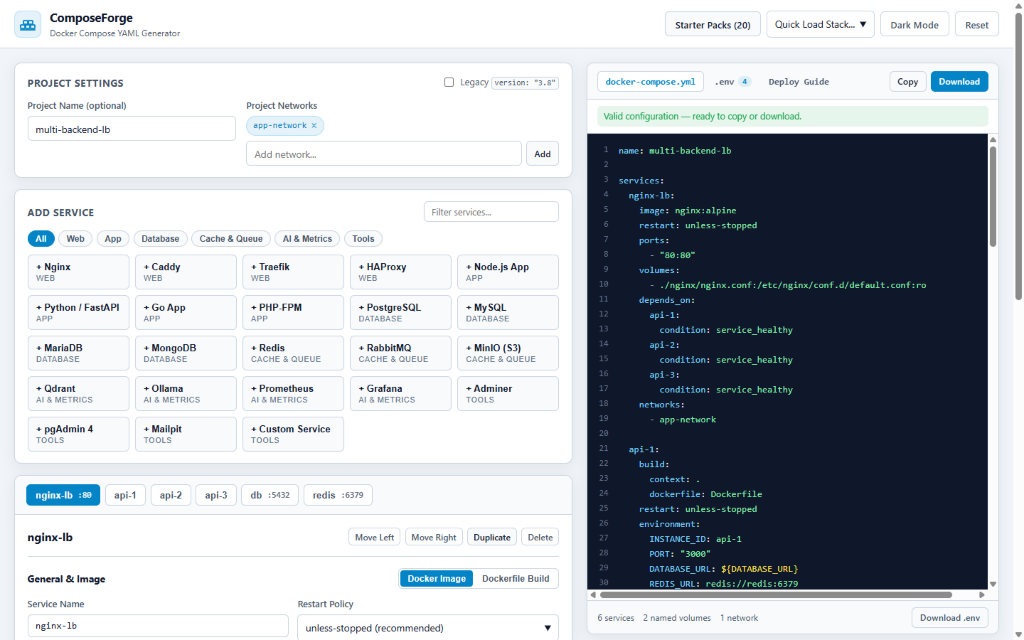 ComposeForge
Docker Compose YAML Generator
Starter Packs (20)
Quick Load Stack...
Dark Mode
Reset
PROJECT SETTINGS
Legacy version: "3.8"
Project Name (optional)
multi-backend-lb
Project Networks
app-network ×
Add network...
Add
ADD SERVICE
Filter services...
All
Web
App
Database
Cache & Queue
AI & Metrics
Tools
+ Nginx
WEB
+ Caddy
WEB
+ Traefik
WEB
+ HAProxy
WEB
+ Node.js App
APP
+ Python / FastAPI
APP
+ Go App
APP
+ PHP-FPM
APP
+ PostgreSQL
DATABASE
+ MySQL
DATABASE
+ MariaDB
DATABASE
+ MongoDB
DATABASE
+ Redis
CACHE & QUEUE
+ RabbitMQ
CACHE & QUEUE
+ MinIO (S3)
CACHE & QUEUE
+ Qdrant
AI & METRICS
+ Ollama
AI & METRICS
+ Prometheus
AI & METRICS
+ Grafana
AI & METRICS
+ Adminer
TOOLS
+ pgAdmin 4
TOOLS
+ Mailpit
TOOLS
+ Custom Service
TOOLS
nginx-lb :80
api-1
api-2
api-3
db :5432
redis :6379
nginx-lb
Move Left
Move Right
Duplicate
Delete
General & Image
Docker Image
Dockerfile Build
Service Name
nginx-lb
Restart Policy
unless-stopped (recommended)
docker-compose.yml
.env 4
Deploy Guide
Copy
Download
Valid configuration — ready to copy or download.
1 name: multi-backend-lb
2
3 services:
4 nginx-lb:
5 image: nginx:alpine
6 restart: unless-stopped
7 ports:
8 - "80:80"
9 volumes:
10 - ./nginx/nginx.conf:/etc/nginx/conf.d/default.conf:ro
11 depends_on:
12 api-1:
13 condition: service_healthy
14 api-2:
15 condition: service_healthy
16 api-3:
17 condition: service_healthy
18 networks:
19 - app-network
20
21 api-1:
22 build:
23 context: .
24 dockerfile: Dockerfile
25 restart: unless-stopped
26 environment:
27 INSTANCE_ID: api-1
28 PORT: "3000"
29 DATABASE_URL: ${DATABASE_URL}
30 REDIS_URL: redis://redis:6379
6 services 2 named volumes 1 network
Download .env